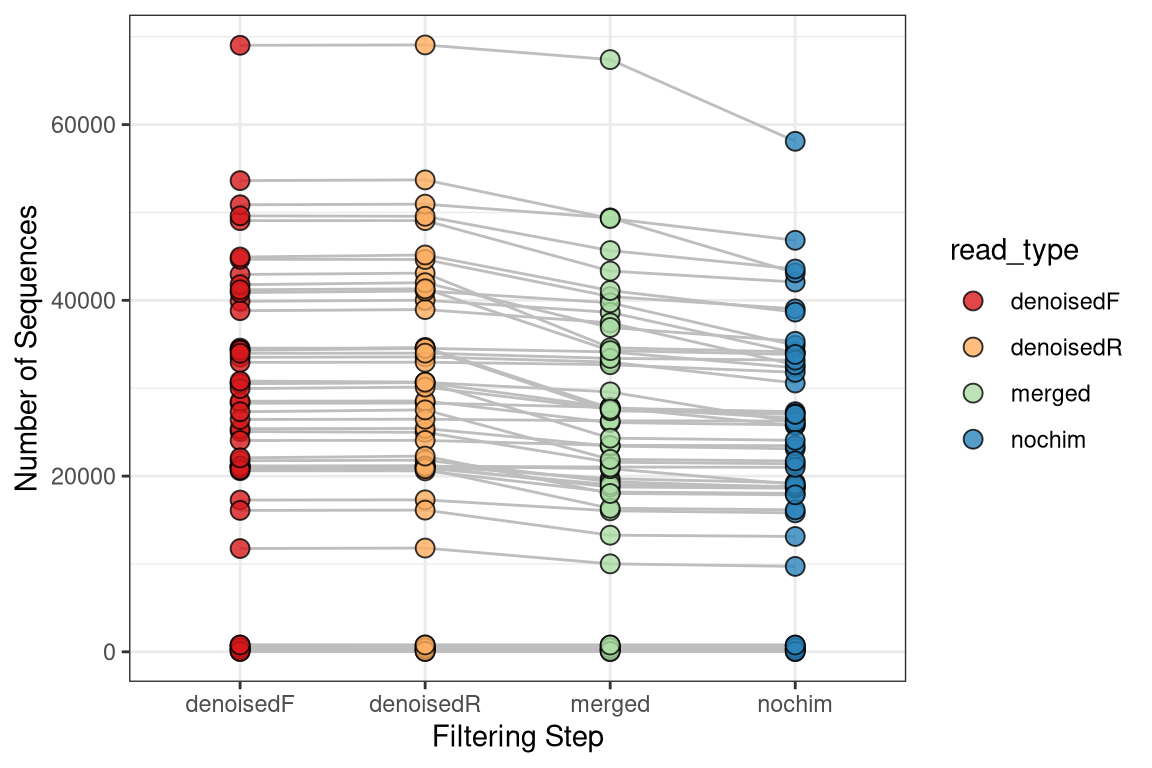 Number of Sequences
60000
40000
20000
0
denoisedF denoisedR merged nochim
Filtering Step
read_type
denoisedF
denoisedR
merged
nochim